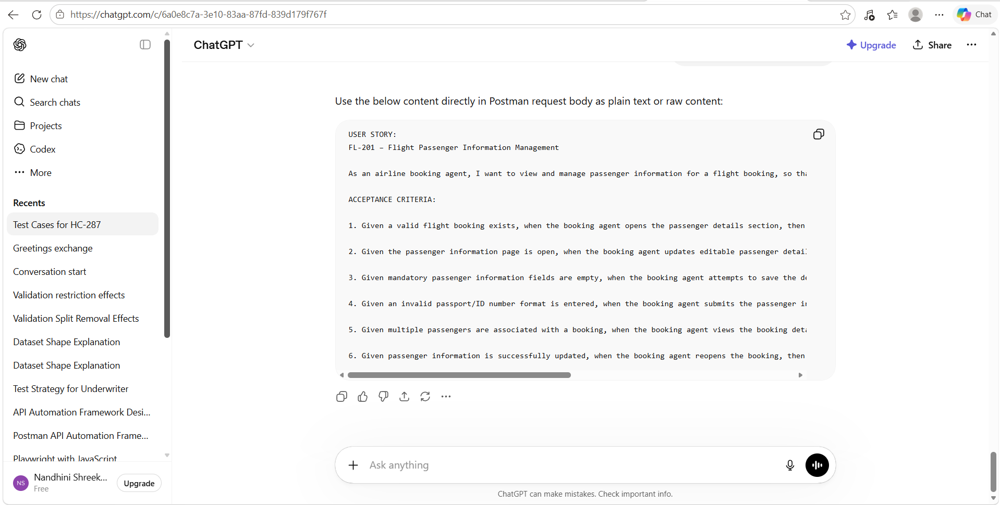 https://chatgpt.com/c/6a0e8c7a-3e10-83aa-87fd-839d179f767f
Chat
ChatGPT
Upgrade
Share
New chat
Search chats
Projects
Codex
More
Recents
Test Cases for HC-287
Greetings exchange
Conversation start
Validation restriction effects
Validation Split Removal Effects
Dataset Shape Explanation
Dataset Shape Explanation
Test Strategy for Underwriter
API Automation Framework Desi...
Postman API Automation Frame...
Playwright with JavaScript
NS
Nandhini Shreek...
Free
Upgrade
Use the below content directly in Postman request body as plain text or raw content:
USER STORY:
FL-201 – Flight Passenger Information Management
As an airline booking agent, I want to view and manage passenger information for a flight booking, so
ACCEPTANCE CRITERIA:
1. Given a valid flight booking exists, when the booking agent opens the passenger details section, then
2. Given the passenger information page is open, when the booking agent updates editable passenger
3. Given mandatory passenger information fields are empty, when the booking agent attempts to save the
4. Given an invalid passport/ID number format is entered, when the booking agent submits the passenger
5. Given multiple passengers are associated with a booking, when the booking agent views the booking
6. Given passenger information is successfully updated, when the booking agent reopens the booking, then
Ask anything
ChatGPT can make mistakes. Check important info.